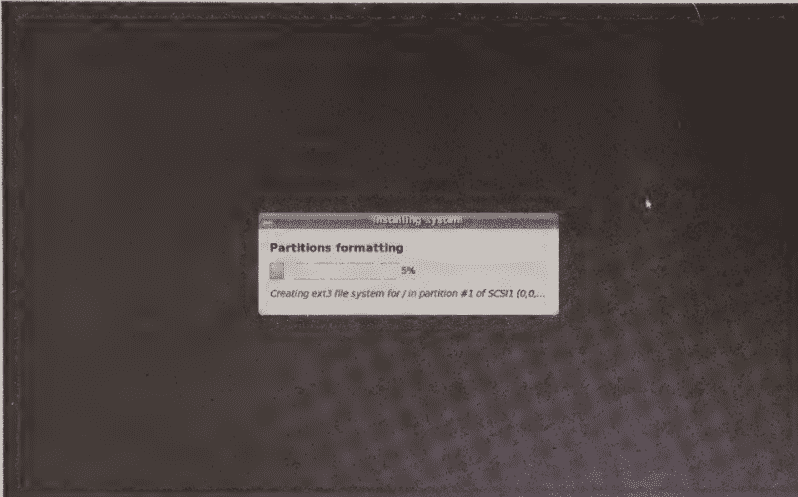 Installing system
Partitions formatting
5%
Creating ext3 file system for / in partition #1 of SCSI1 (0,0,...